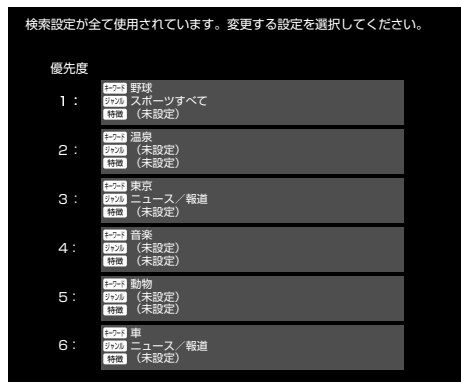 検索設定が全て使用されています。変更する設定を選択してください。
優先度
1： キーワード 野球
ジャンル スポーツすべて
特徴 （未設定）
2： キーワード 温泉
ジャンル （未設定）
特徴 （未設定）
3： キーワード 東京
ジャンル ニュース／報道
特徴 （未設定）
4： キーワード 音楽
ジャンル （未設定）
特徴 （未設定）
5： キーワード 動物
ジャンル （未設定）
特徴 （未設定）
6： キーワード 車
ジャンル ニュース／報道
特徴 （未設定）